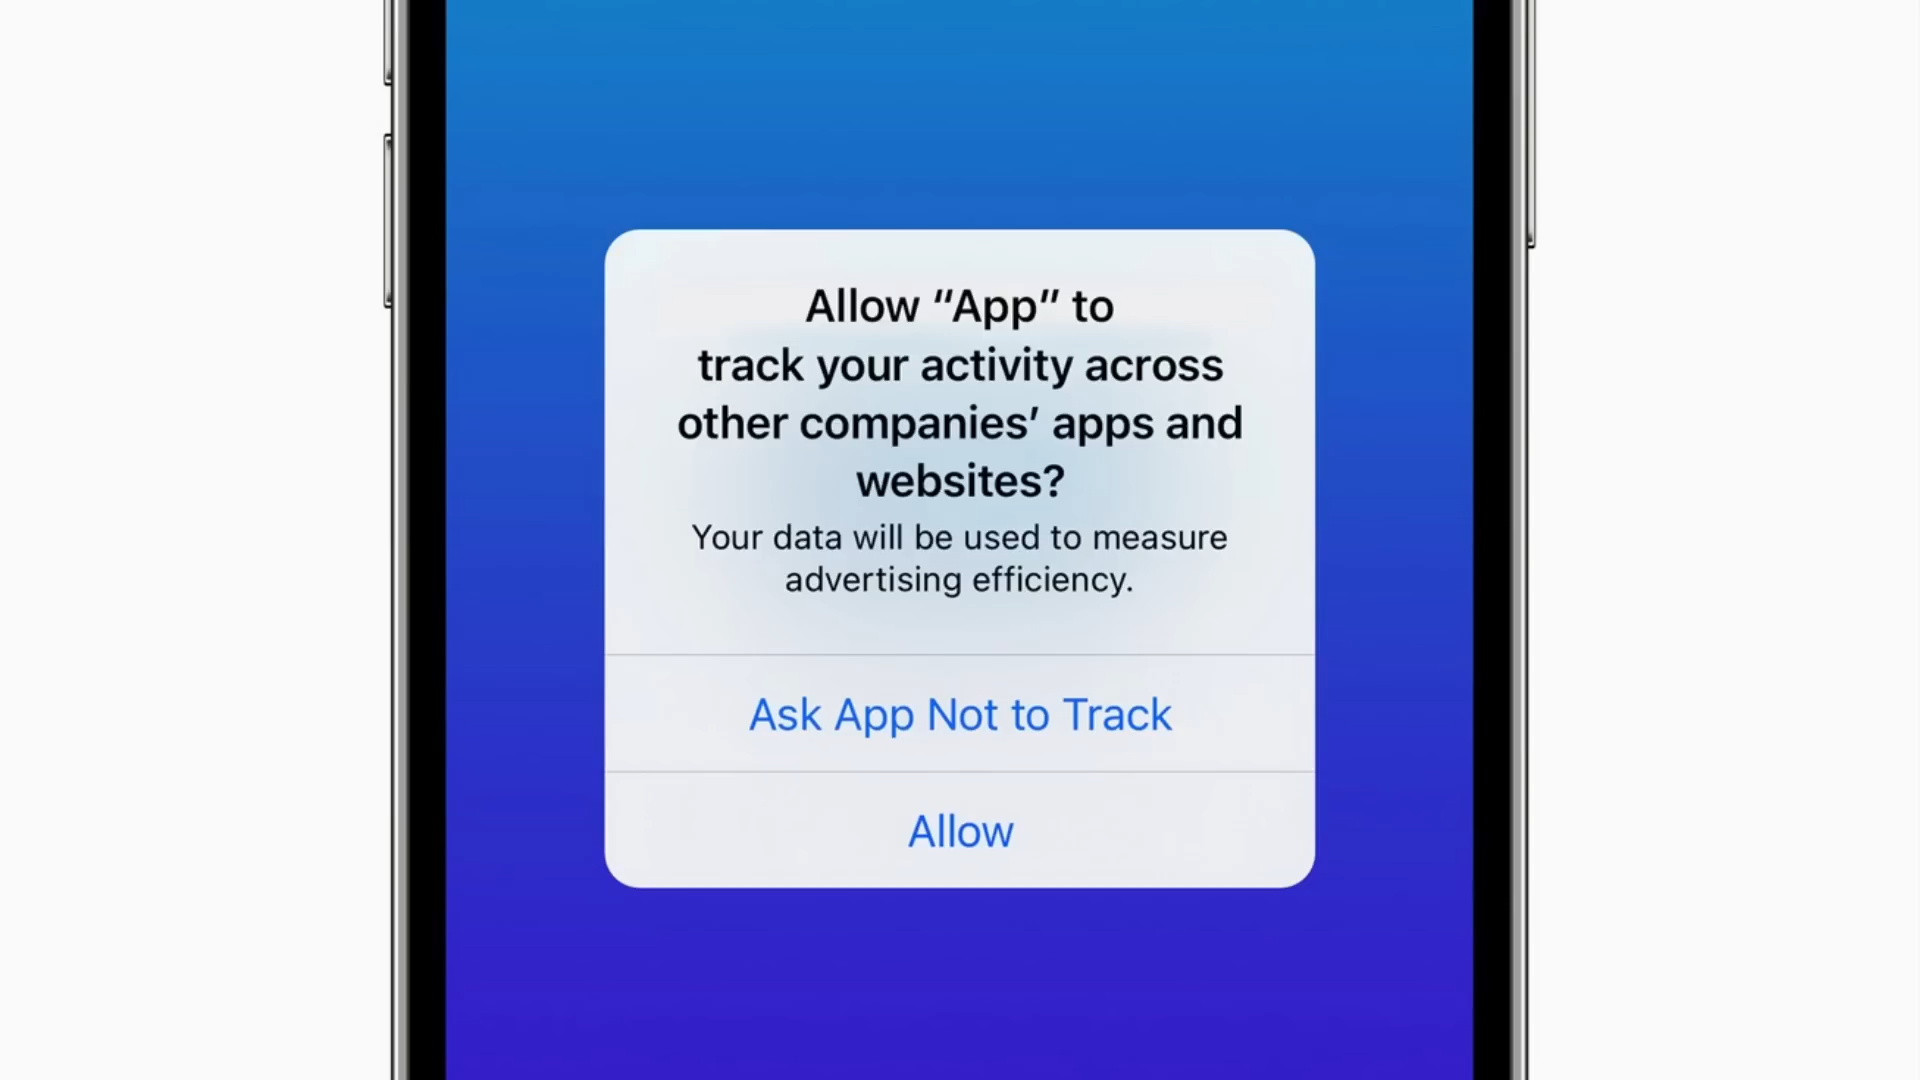 Allow “App” to
track your activity across
other companies’ apps and
websites?
Your data will be used to measure
advertising efficiency.
Ask App Not to Track
Allow